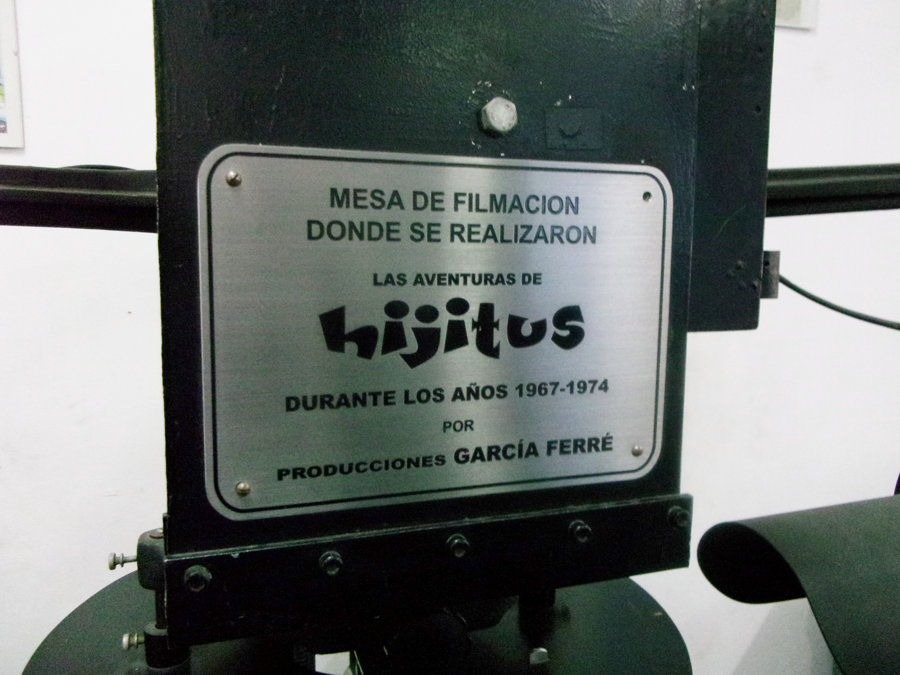 MESA DE FILMACION
DONDE SE REALIZARON
LAS AVENTURAS DE
hijitus
DURANTE LOS AÑOS 1967-1974
POR
PRODUCCIONES GARCÍA FERRÉ